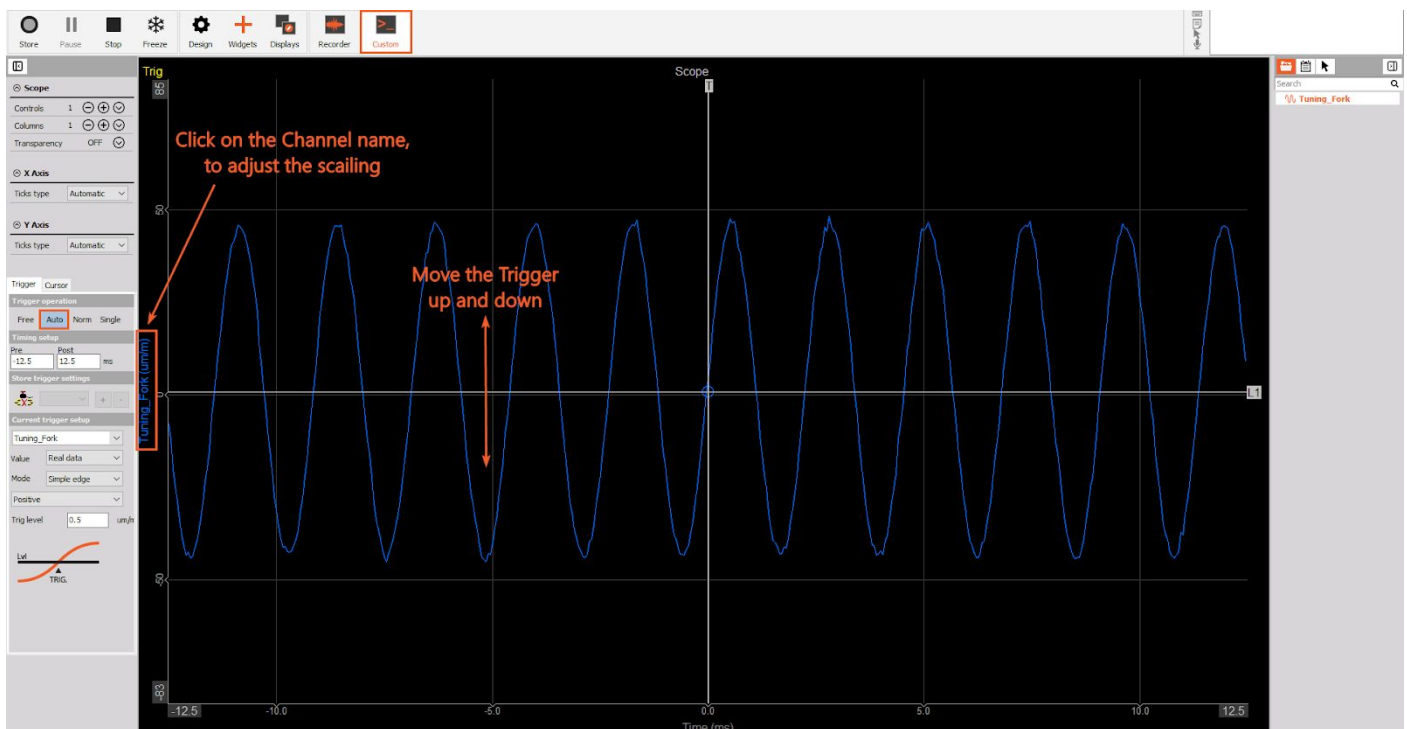 Store Pause Stop Freeze Design Widgets Displays Recorder Custom
Trig
Scope
Scope
Controls 1
Columns 1
Transparency OFF
X Axis
Ticks type Automatic
Y Axis
Ticks type Automatic
Trigger Cursor
Trigger operation
Free Auto Norm Single
Timing setup
Pre Post
-12.5 12.5 ms
Store trigger settings
Current trigger setup
Tuning_Fork
Value Real data
Mode Simple edge
Positive
Trig level 0.5 um/m
Lvl
TRIG.
85
50
0
-50
-83
Tuning_Fork (um/m)
Click on the Channel name,
to adjust the scailing
Move the Trigger
up and down
T
L1
-12.5 -10.0 -5.0 0.0 5.0 10.0 12.5
Time (ms)
Search
Tuning_Fork